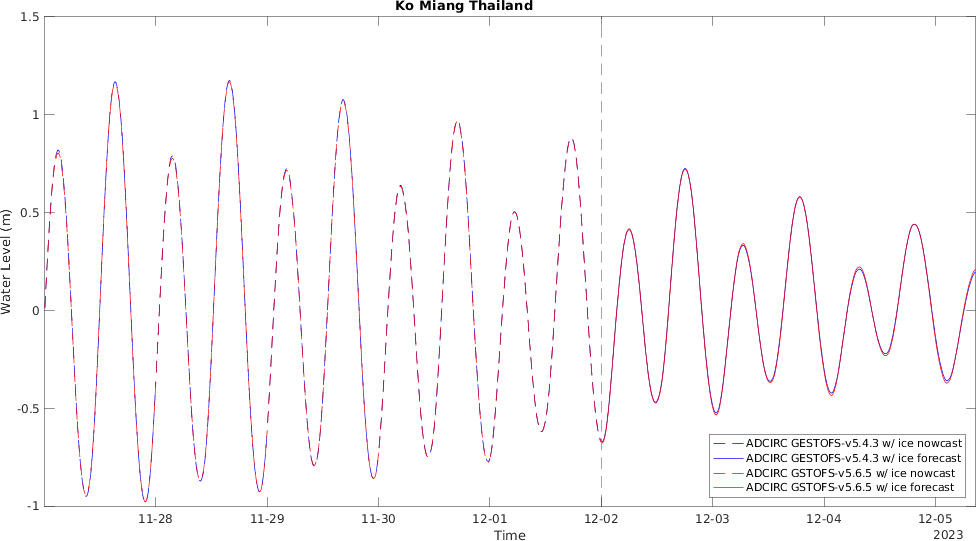 Ko Miang Thailand
1.5
1
0.5
0
-0.5
-1
Water Level (m)
11-28
11-29
11-30
12-01
12-02
12-03
12-04
12-05
Time
2023
ADCIRC GESTOFS-v5.4.3 w/ ice nowcast
ADCIRC GESTOFS-v5.4.3 w/ ice forecast
ADCIRC GSTOFS-v5.6.5 w/ ice nowcast
ADCIRC GSTOFS-v5.6.5 w/ ice forecast